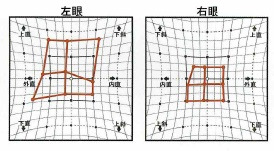 左眼
右眼
上直 下斜 下斜 上直
外直 内直 内直 外直
下直 上斜 上斜 下直